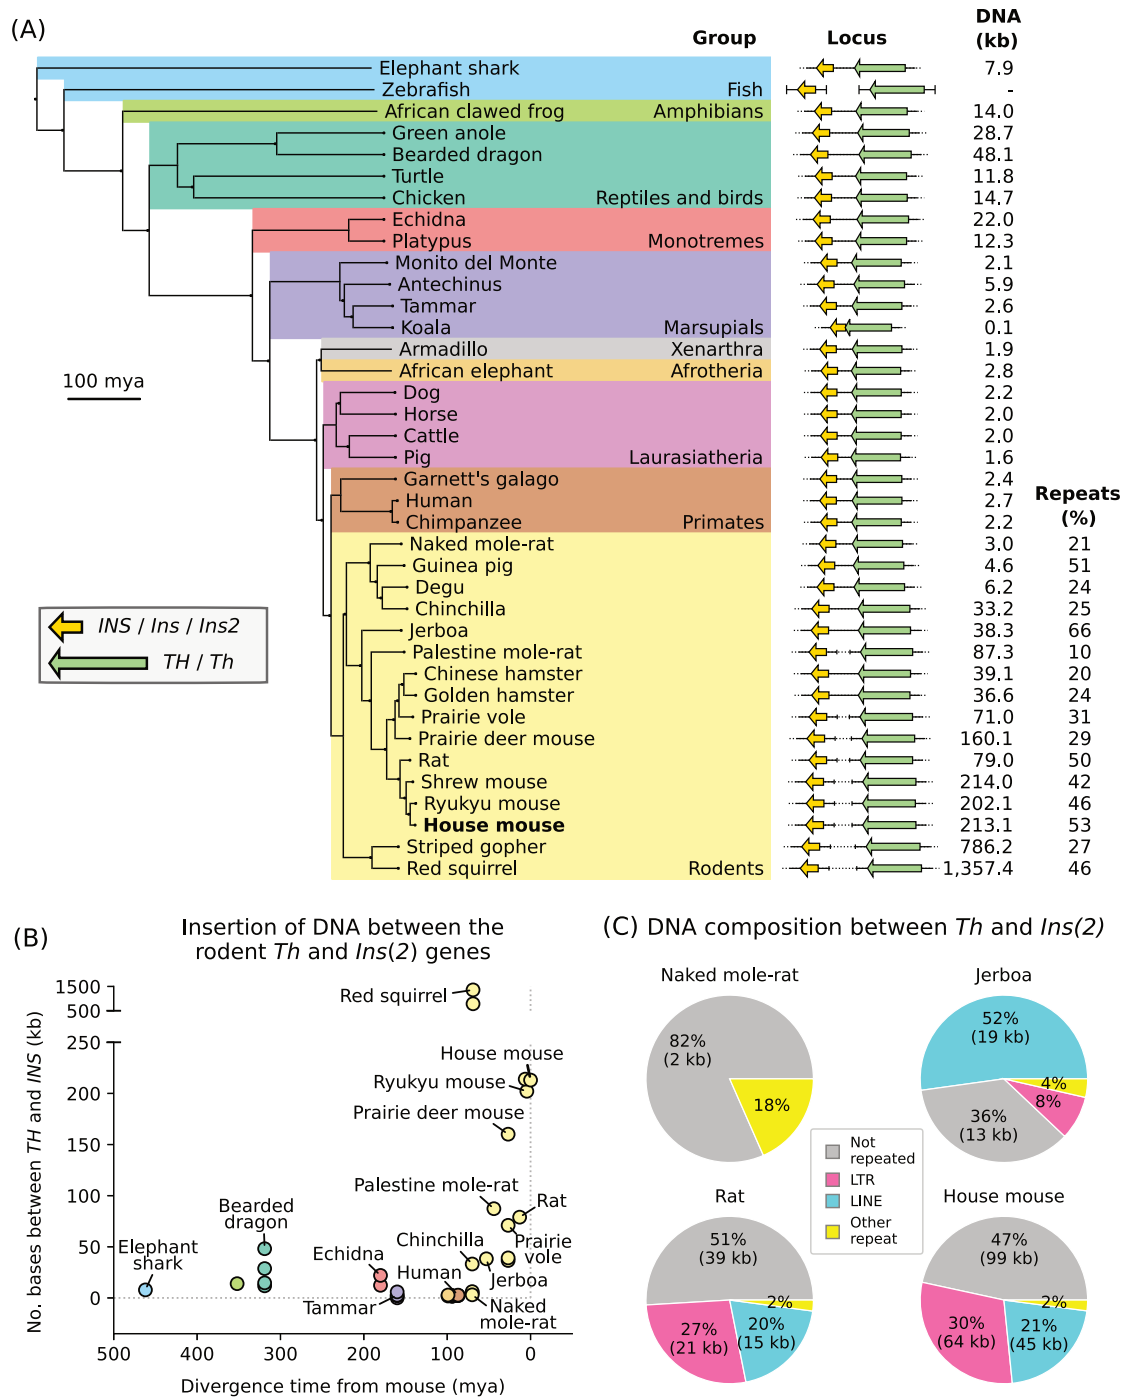 (A)
Group Locus DNA
(kb)
Elephant shark 7.9
Zebrafish Fish -
African clawed frog Amphibians 14.0
Green anole 28.7
Bearded dragon 48.1
Turtle 11.8
Chicken Reptiles and birds 14.7
Echidna 22.0
Platypus Monotremes 12.3
Monito del Monte 2.1
Antechinus 5.9
Tammar 2.6
Koala Marsupials 0.1
Armadillo Xenarthra 1.9
100 mya
African elephant Afrotheria 2.8
Dog 2.2
Horse 2.0
Cattle 2.0
Pig Laurasiatheria 1.6
Garnett's galago 2.4
Human 2.7
Chimpanzee Primates 2.2
Repeats
(%)
Naked mole-rat 3.0 21
Guinea pig 4.6 51
Degu 6.2 24
Chinchilla 33.2 25
Jerboa 38.3 66
Palestine mole-rat 87.3 10
Chinese hamster 39.1 20
Golden hamster 36.6 24
Prairie vole 71.0 31
Prairie deer mouse 160.1 29
Rat 79.0 50
Shrew mouse 214.0 42
Ryukyu mouse 202.1 46
House mouse 213.1 53
Striped gopher 786.2 27
Red squirrel Rodents 1,357.4 46
INS / Ins / Ins2
TH / Th
(B) Insertion of DNA between the
rodent Th and Ins(2) genes
No. bases between TH and INS (kb)
1500
500
250
200
150
100
50
0
Red squirrel
House mouse
Ryukyu mouse
Prairie deer mouse
Palestine mole-rat
Rat
Bearded
dragon
Prairie
vole
Chinchilla
Elephant
shark
Echidna
Human
Jerboa
Tammar
Naked
mole-rat
500 400 300 200 100 0
Divergence time from mouse (mya)
(C) DNA composition between Th and Ins(2)
Naked mole-rat
82%
(2 kb)
18%
Jerboa
52%
(19 kb)
4%
8%
36%
(13 kb)
Not
repeated
LTR
LINE
Other
repeat
Rat
51%
(39 kb)
2%
27%
(21 kb)
20%
(15 kb)
House mouse
47%
(99 kb)
2%
30%
(64 kb)
21%
(45 kb)